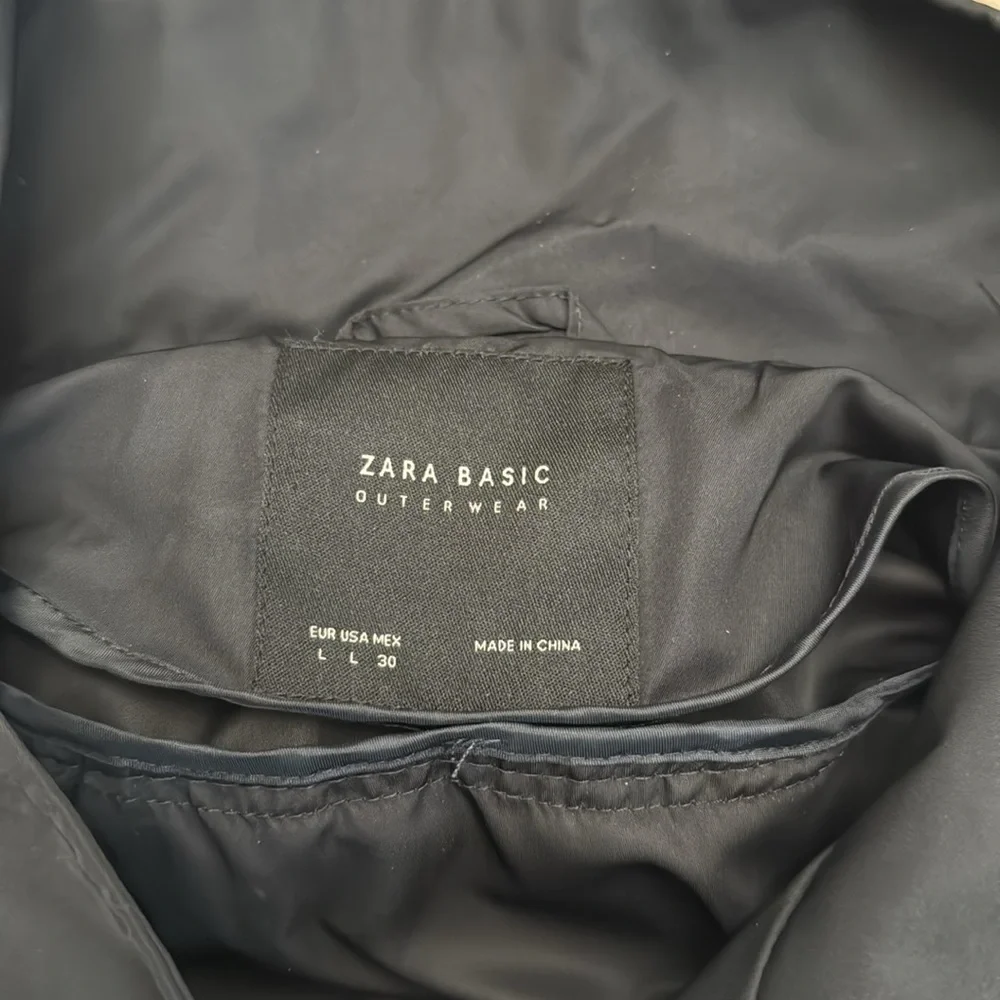 ZARA BASIC
OUTERWEAR
EUR USA MEX
L L 30
MADE IN CHINA